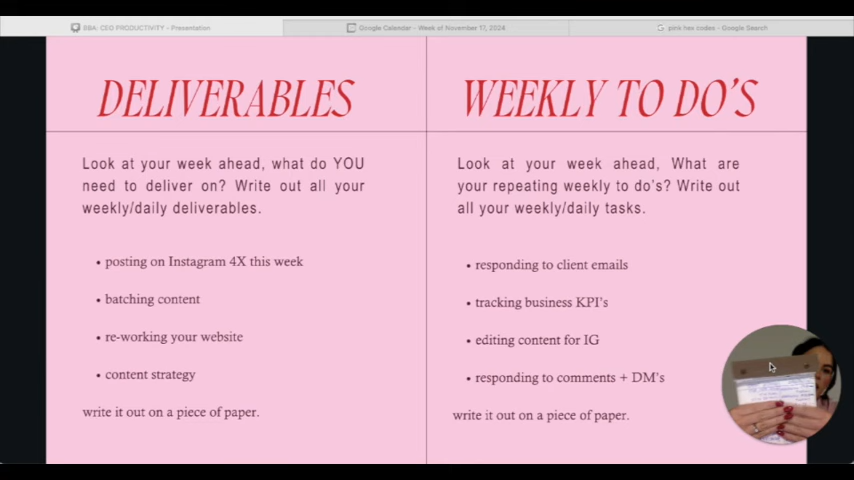 BBA: CEO PRODUCTIVITY - Presentation
Google Calendar - Week of November 17, 2024
pink hex codes - Google Search
DELIVERABLES
Look at your week ahead, what do YOU
need to deliver on? Write out all your
weekly/daily deliverables.
• posting on Instagram 4X this week
• batching content
• re-working your website
• content strategy
write it out on a piece of paper.
WEEKLY TO DO'S
Look at your week ahead, What are
your repeating weekly to do's? Write out
all your weekly/daily tasks.
• responding to client emails
• tracking business KPI's
• editing content for IG
• responding to comments + DM's
write it out on a piece of paper.